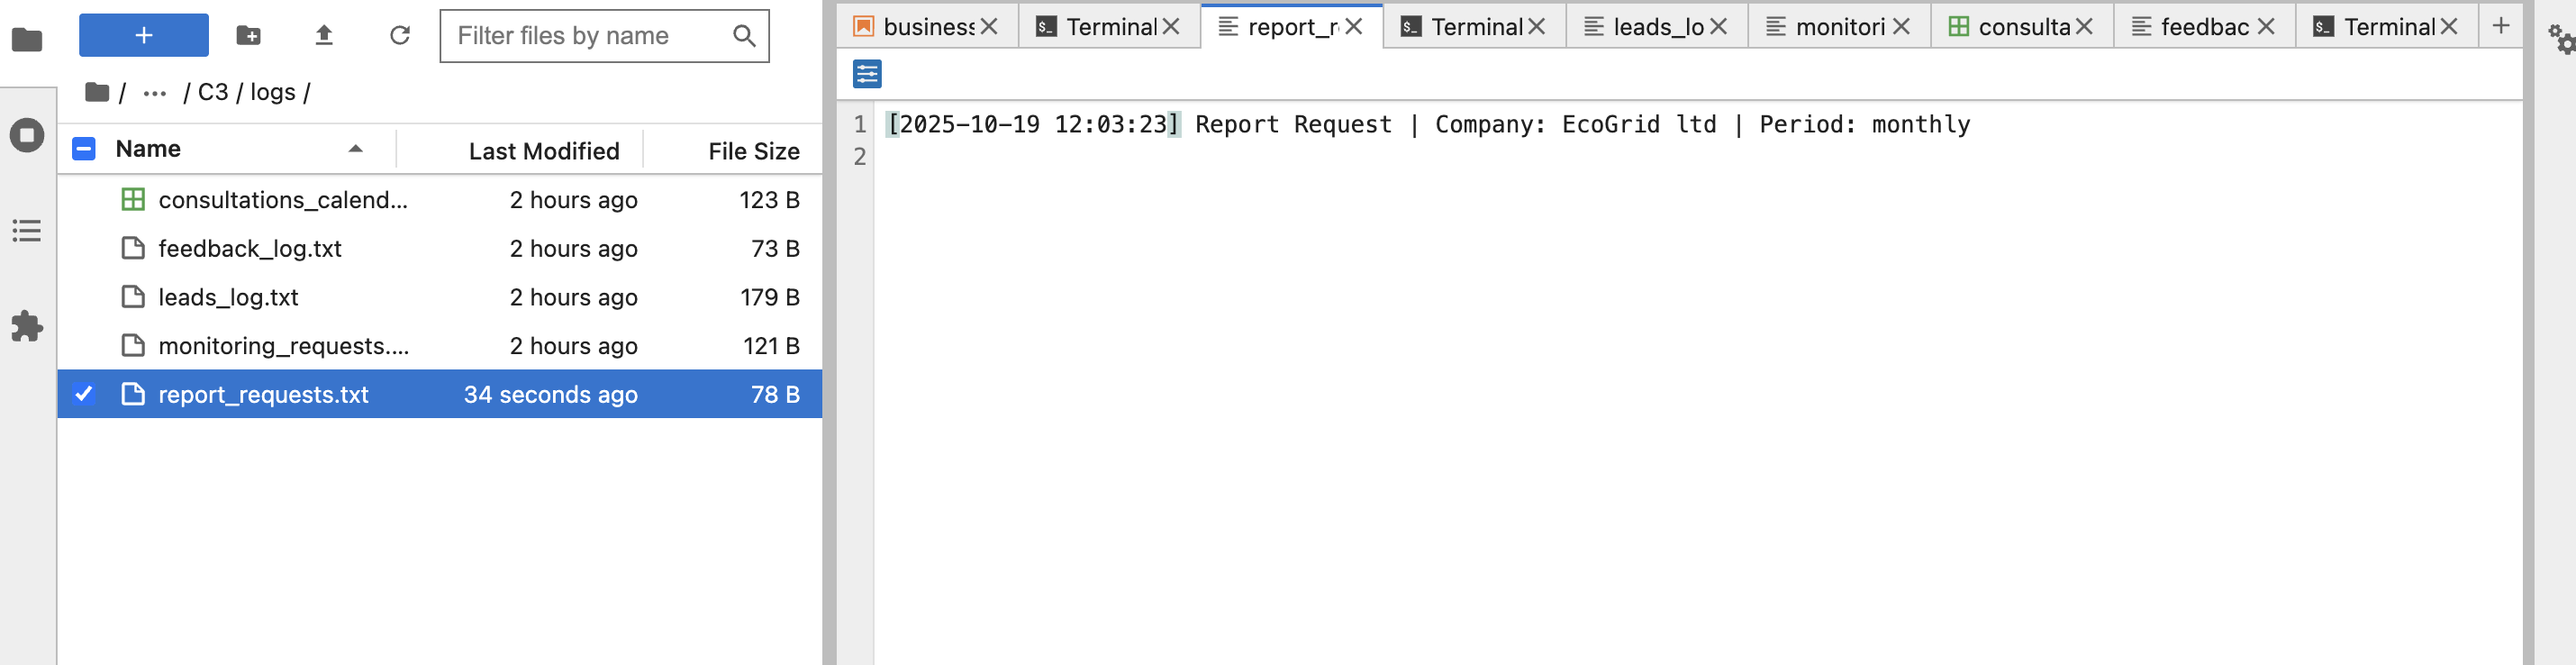 +
Filter files by name
/ ... / C3 / logs /
Name Last Modified File Size
consultations_calend... 2 hours ago 123 B
feedback_log.txt 2 hours ago 73 B
leads_log.txt 2 hours ago 179 B
monitoring_requests.... 2 hours ago 121 B
report_requests.txt 34 seconds ago 78 B
business Terminal report_r Terminal leads_lo monitori consulta feedbac Terminal +
1 [2025-10-19 12:03:23] Report Request | Company: EcoGrid ltd | Period: monthly
2